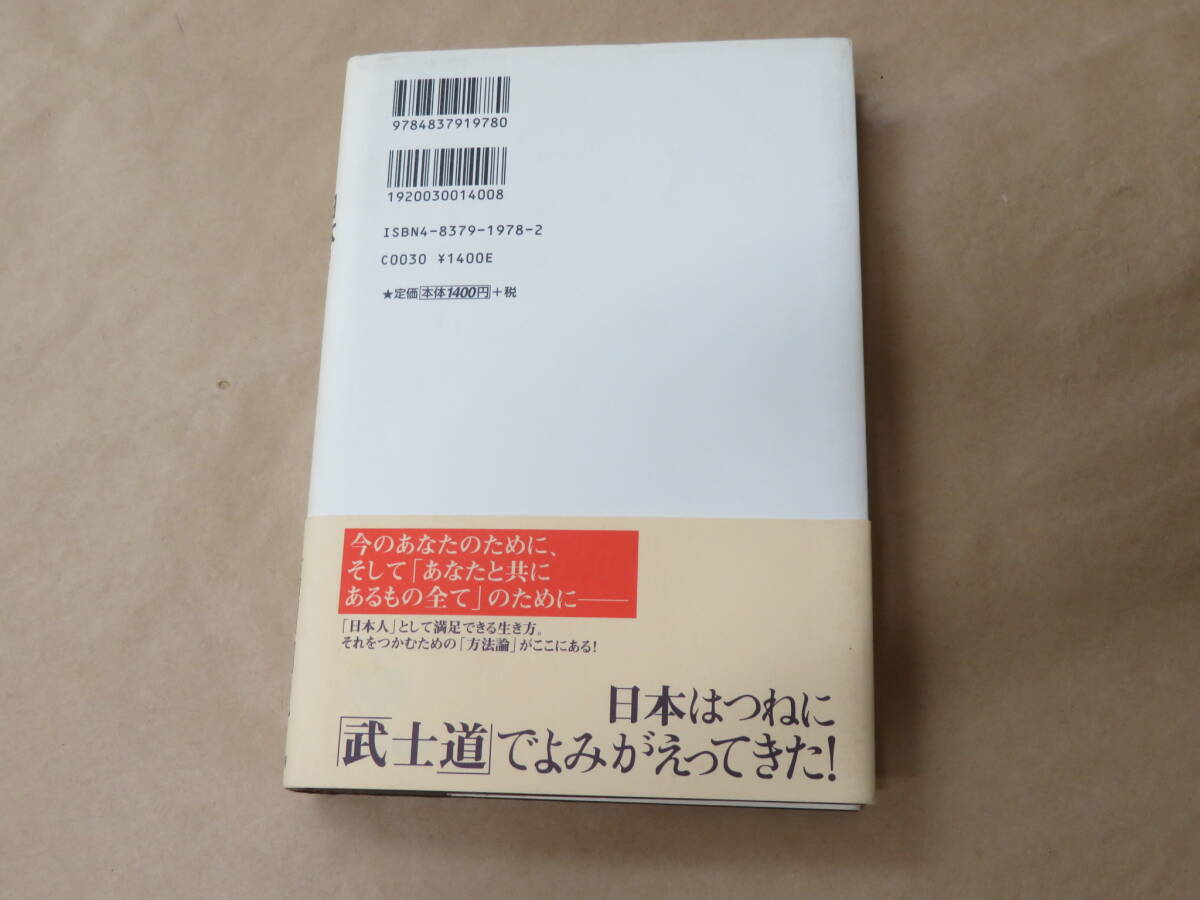 9784837919780
1920030014008
ISBN4-8379-1978-2
C0030 ¥1400E
★定価本体1400円+税
今のあなたのために、
そして「あなたと共に
あるもの全て」のために──
「日本人」として満足できる生き方。
それをつかむための「方法論」がここにある!
日本はつねに
「武士道」でよみがえってきた!